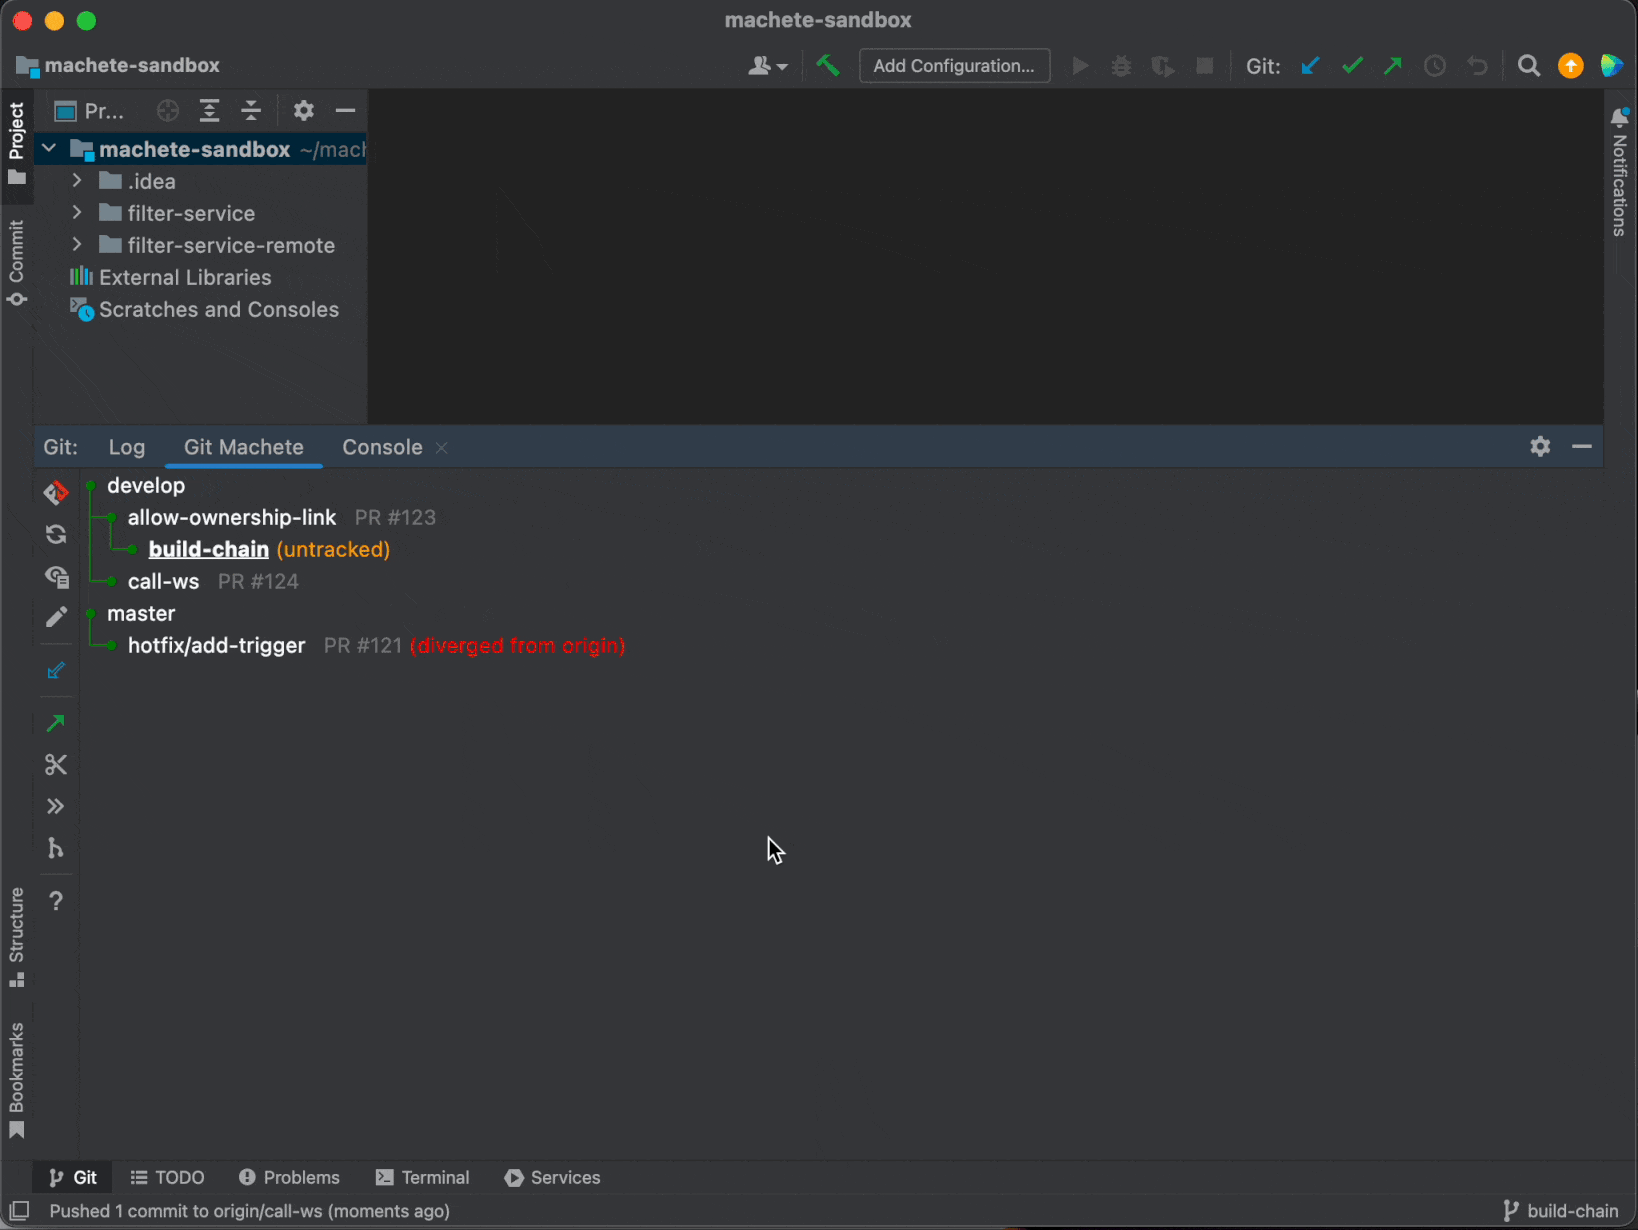 machete-sandbox
machete-sandbox
Add Configuration...
Git:
Project
Pr...
machete-sandbox ~/mach
.idea
filter-service
filter-service-remote
External Libraries
Scratches and Consoles
Commit
Notifications
Git:
Log
Git Machete
Console
develop
allow-ownership-link PR #123
build-chain (untracked)
call-ws PR #124
master
hotfix/add-trigger PR #121 (diverged from origin)
?
Structure
Bookmarks
Git
TODO
Problems
Terminal
Services
Pushed 1 commit to origin/call-ws (moments ago)
build-chain